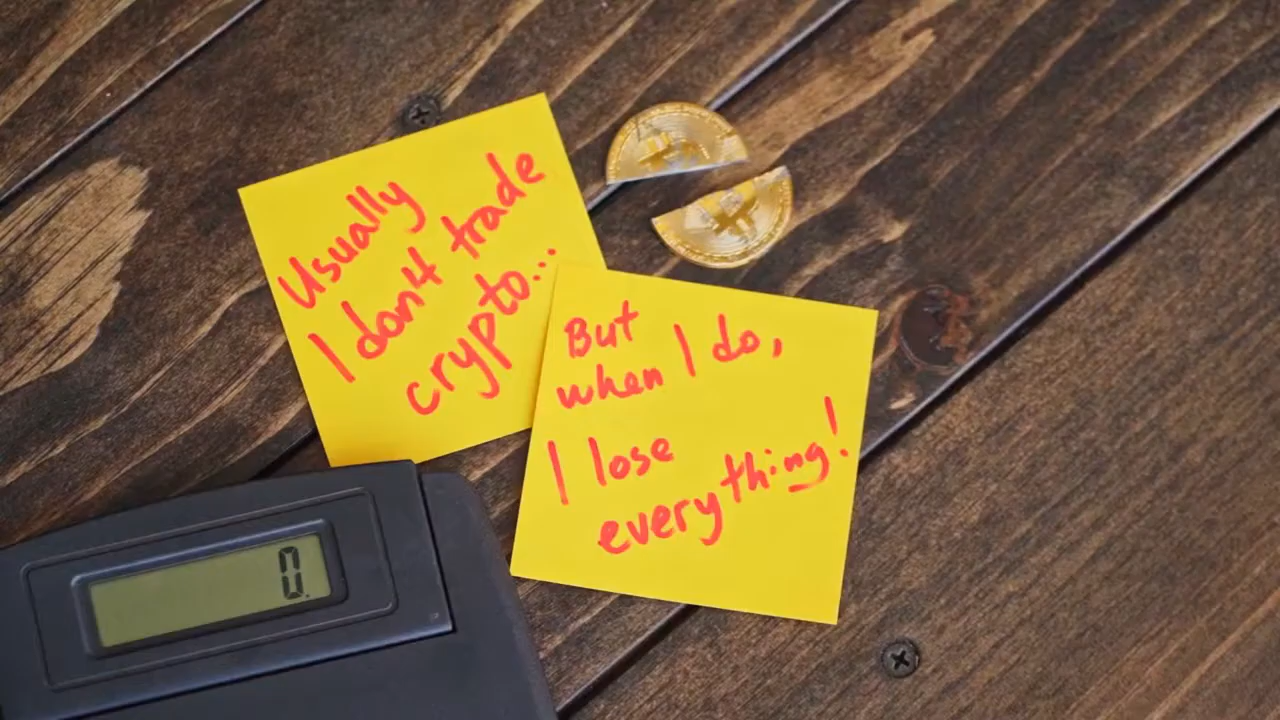 Usually
I don't trade
crypto...
But
when I do,
I lose
everything!
0.